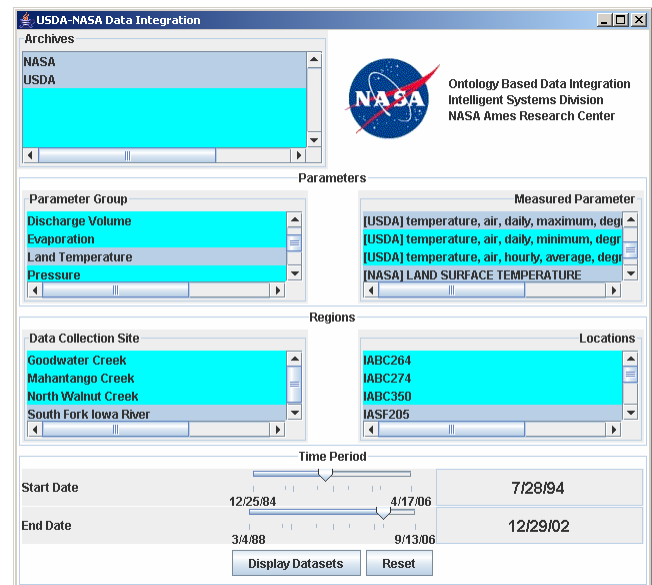 USDA-NASA Data Integration
Archives
NASA
USDA
NASA
Ontology Based Data Integration
Intelligent Systems Division
NASA Ames Research Center
Parameters
Parameter Group
Discharge Volume
Evaporation
Land Temperature
Pressure
Measured Parameter
[USDA] temperature, air, daily, maximum, degr
[USDA] temperature, air, daily, minimum, degr
[USDA] temperature, air, hourly, average, degr
[NASA] LAND SURFACE TEMPERATURE
Regions
Data Collection Site
Goodwater Creek
Mahantango Creek
North Walnut Creek
South Fork Iowa River
Locations
IABC264
IABC274
IABC350
IASF205
Time Period
Start Date
12/25/84 4/17/06
7/28/94
End Date
3/4/88 9/13/06
12/29/02
Display Datasets Reset